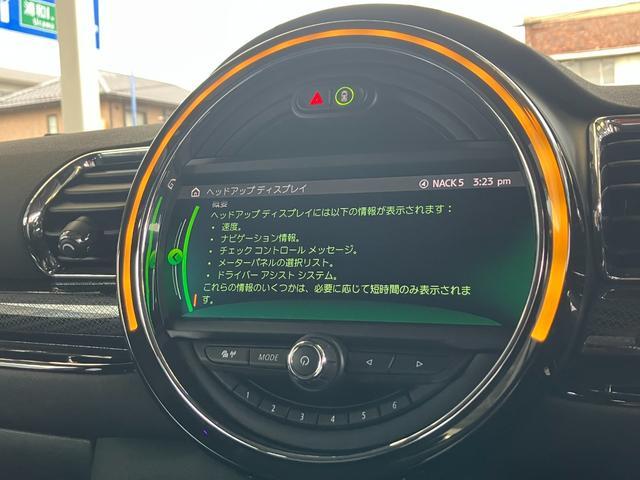 浦和
ヘッドアップ ディスプレイ
NACK 5 3:23 pm
概要
ヘッドアップ ディスプレイには以下の情報が表示されます：
• 速度。
• ナビゲーション情報。
• チェック コントロール メッセージ。
• メーターパネルの選択リスト。
• ドライバー アシスト システム。
これらの情報のいくつかは、必要に応じて短時間のみ表示されま
す。
MODE
1 2 3 4 5 6